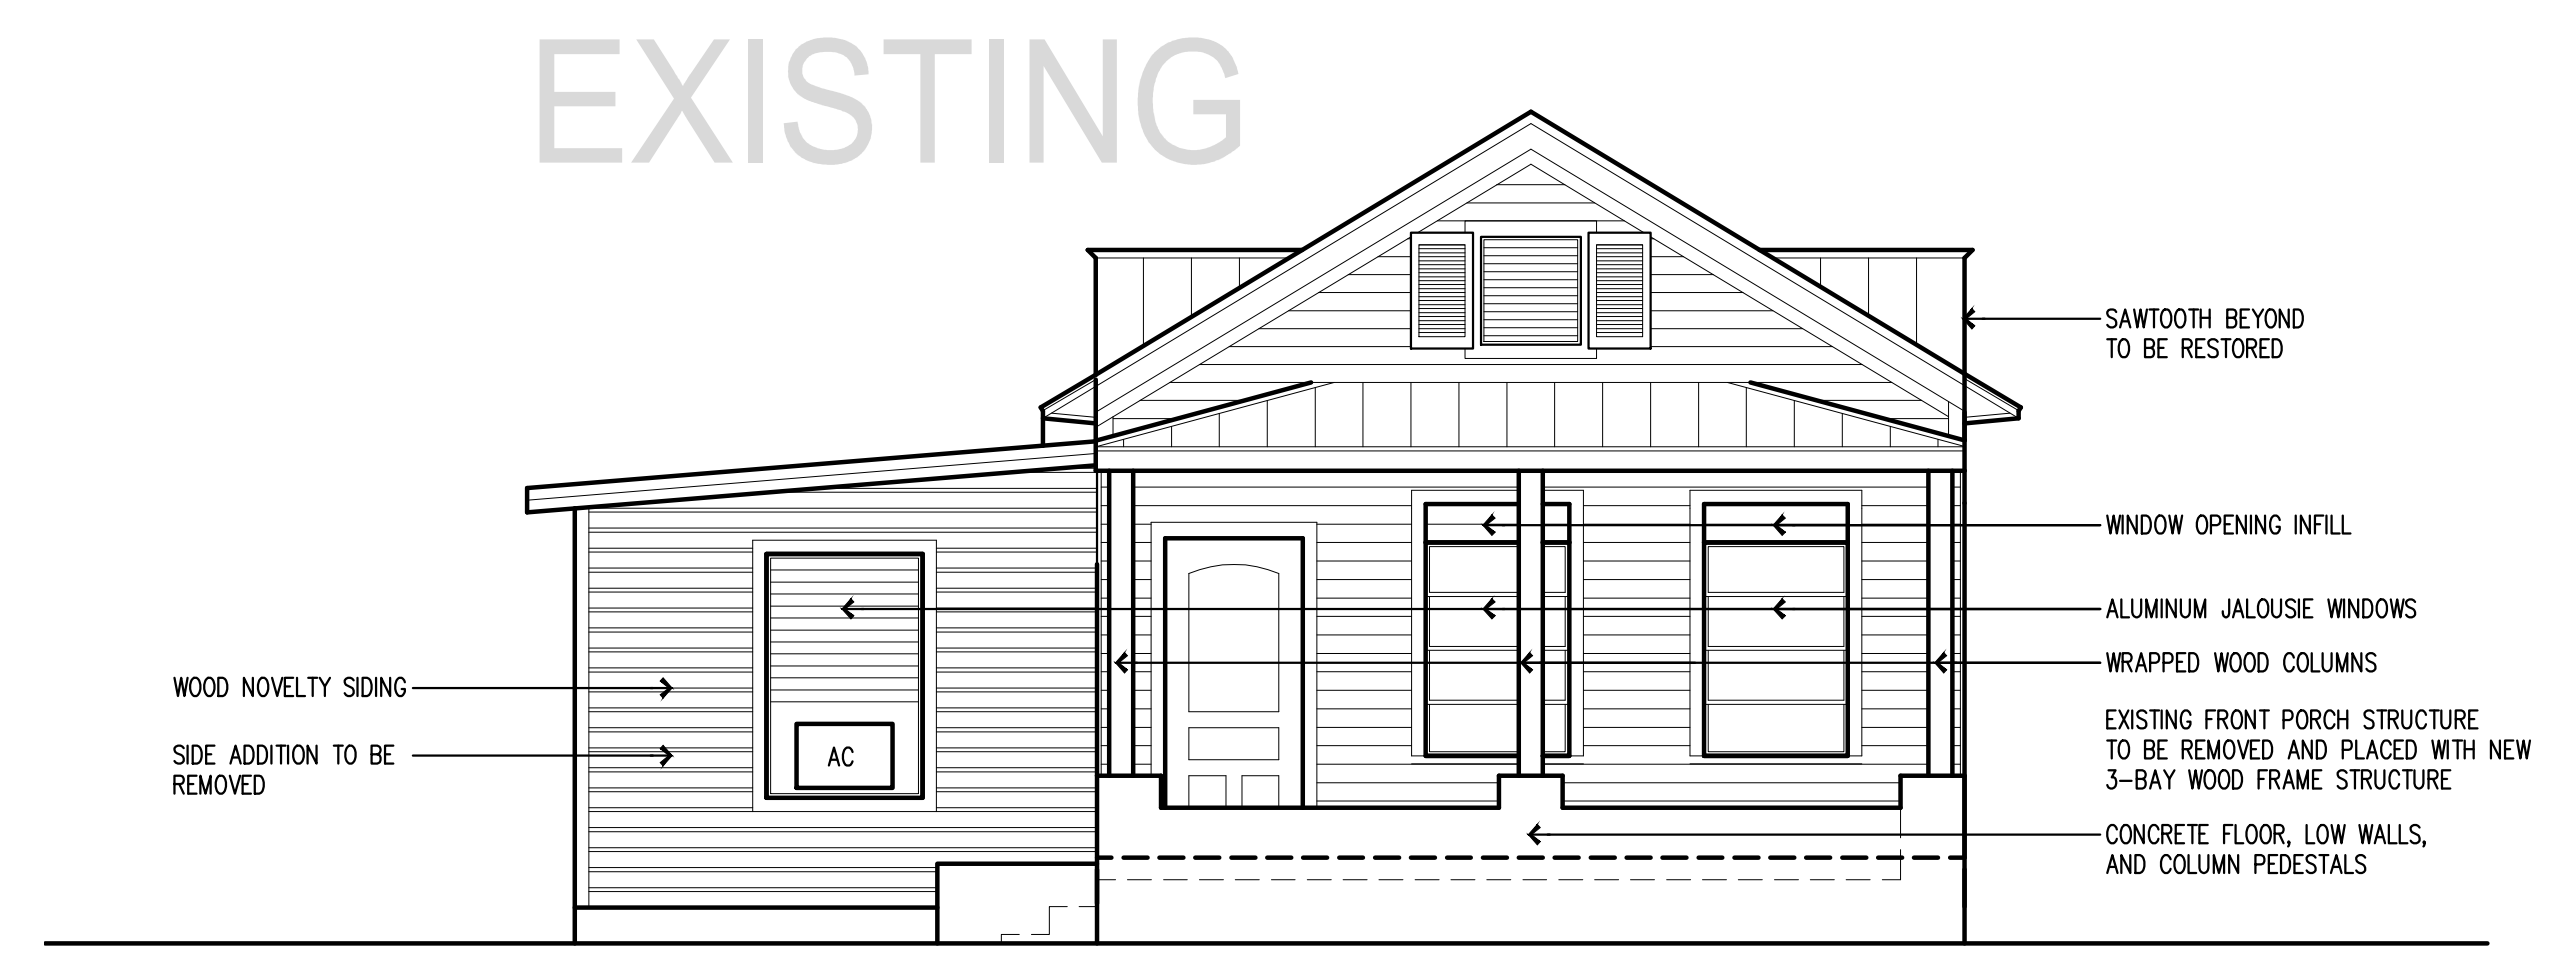 EXISTING
SAWTOOTH BEYOND
TO BE RESTORED
WINDOW OPENING INFILL
ALUMINUM JALOUSIE WINDOWS
WRAPPED WOOD COLUMNS
WOOD NOVELTY SIDING
EXISTING FRONT PORCH STRUCTURE
TO BE REMOVED AND PLACED WITH NEW
3-BAY WOOD FRAME STRUCTURE
SIDE ADDITION TO BE
REMOVED
AC
CONCRETE FLOOR, LOW WALLS,
AND COLUMN PEDESTALS